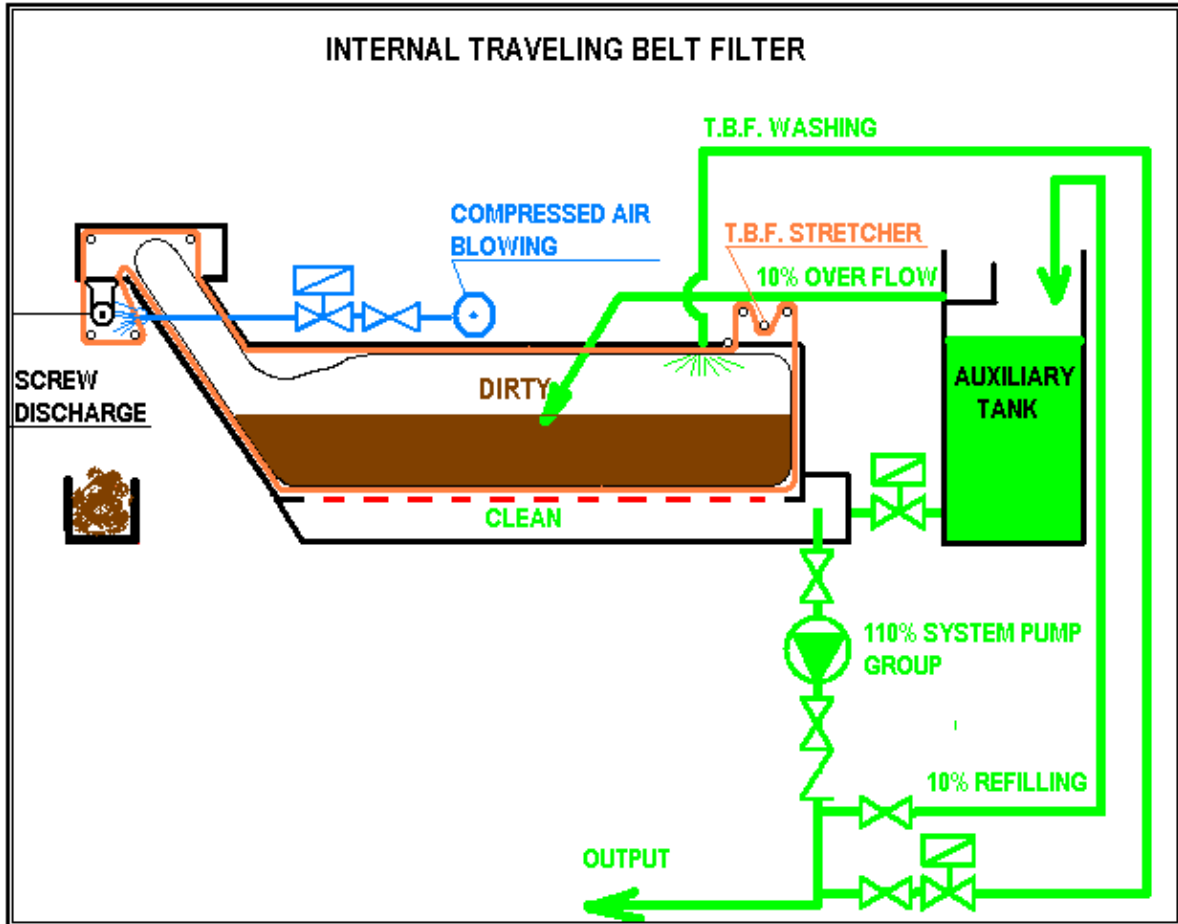 INTERNAL TRAVELING BELT FILTER
T.B.F. WASHING
COMPRESSED AIR
BLOWING
T.B.F. STRETCHER
10% OVER FLOW
SCREW
DISCHARGE
DIRTY
AUXILIARY
TANK
CLEAN
110% SYSTEM PUMP
GROUP
10% REFILLING
OUTPUT